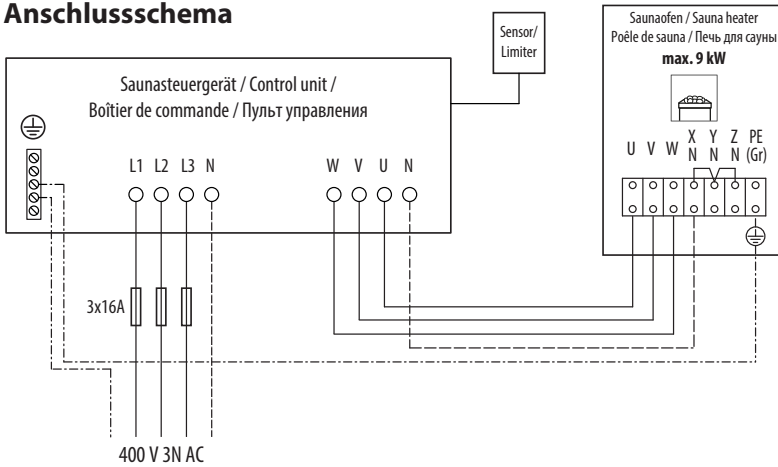 Anschlussschema
Sensor/
Limiter
Saunaofen / Sauna heater
Poêle de sauna / Печь для сауны
max. 9 kW
Saunasteuergerät / Control unit /
Boîtier de commande / Пульт управления
L1 L2 L3 N
W V U N
U V W X Y Z PE
N N N (Gr)
3x16A
400 V 3N AC